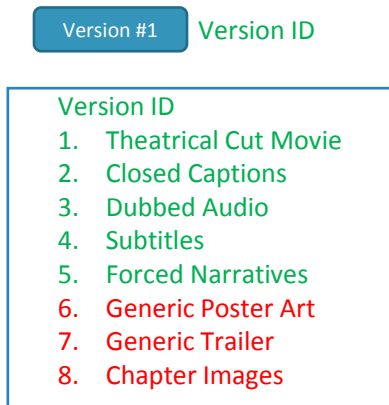 Version #1 Version ID
Version ID
1. Theatrical Cut Movie
2. Closed Captions
3. Dubbed Audio
4. Subtitles
5. Forced Narratives
6. Generic Poster Art
7. Generic Trailer
8. Chapter Images